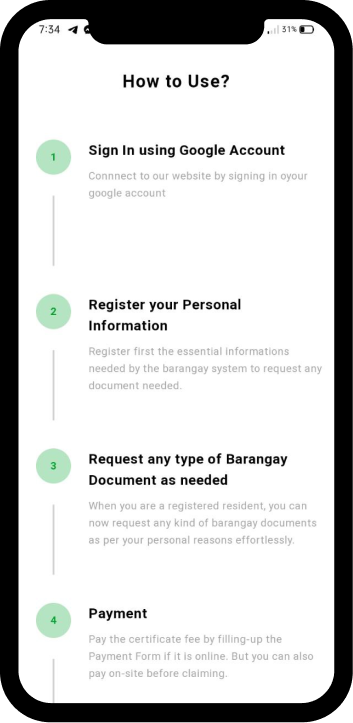 7:34 31%
How to Use?
1 Sign In using Google Account
Connnect to our website by signing in oyour
google account
2 Register your Personal
Information
Register first the essential informations
needed by the barangay system to request any
document needed.
3 Request any type of Barangay
Document as needed
When you are a registered resident, you can
now request any kind of barangay documents
as per your personal reasons effortlessly.
4 Payment
Pay the certificate fee by filling-up the
Payment Form if it is online. But you can also
pay on-site before claiming.